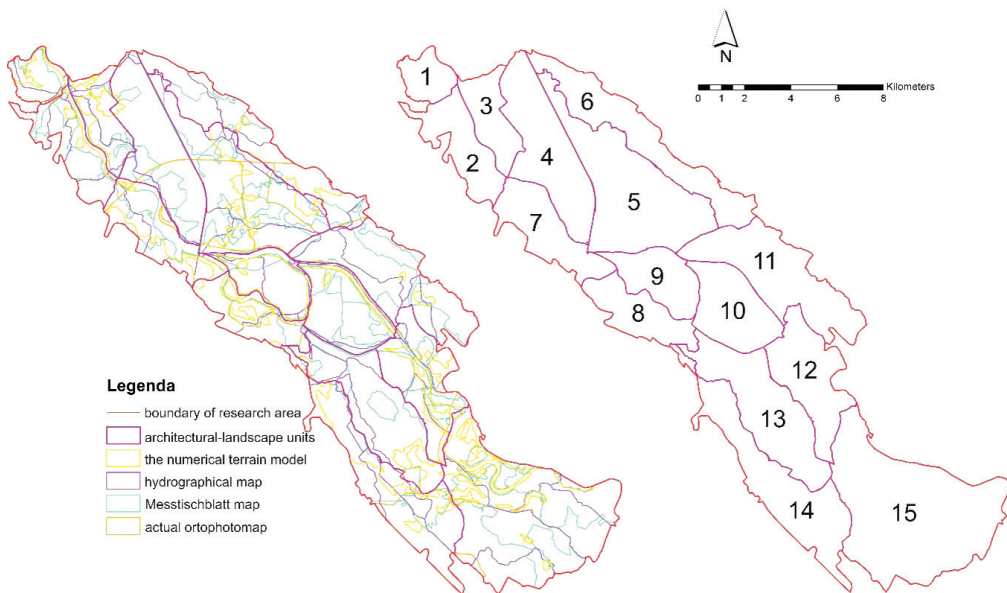 N
Kilometers
0 1 2 4 6 8
1
3
6
2
4
5
7
11
9
8
10
12
13
14
15
Legenda
boundary of research area
architectural-landscape units
the numerical terrain model
hydrographical map
Messtischblatt map
actual ortophotomap